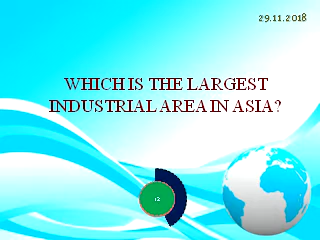 29.11.2018
WHICH IS THE LARGEST
INDUSTRIAL AREA IN ASIA?
12